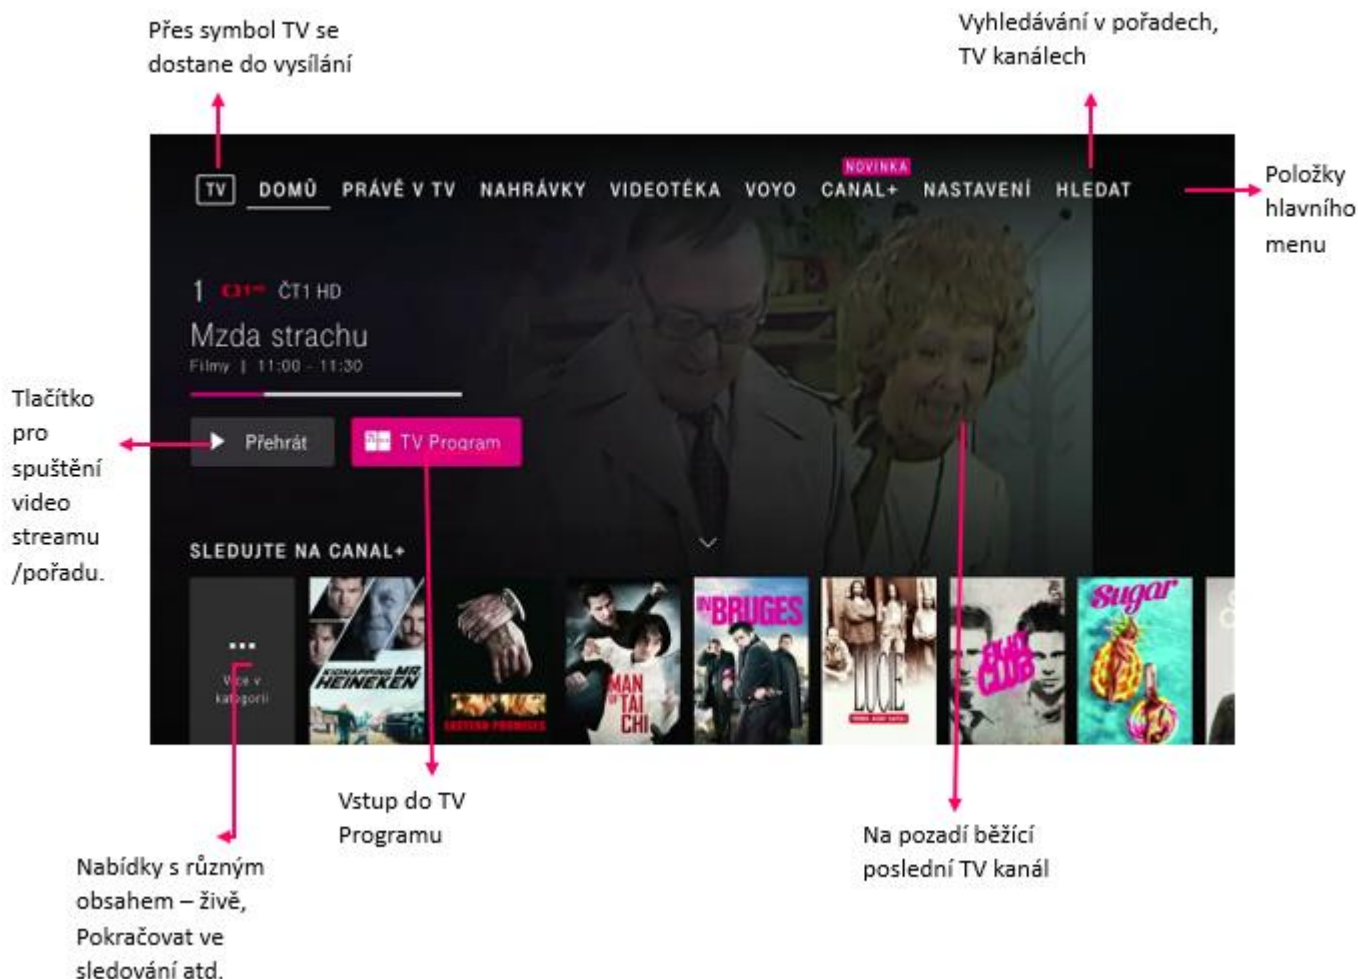 Přes symbol TV se
dostane do vysílání
Vyhledávání v pořadech,
TV kanálech
NOVINKA
TV DOMŮ PRÁVĚ V TV NAHRÁVKY VIDEOTÉKA VOYO CANAL+ NASTAVENÍ HLEDAT
Položky
hlavního
menu
1 ČT1 HD
Mzda strachu
Filmy | 11:00 - 11:30
Tlačítko
pro
spuštění
video
streamu
/pořadu.
Přehrát
TV Program
SLEDUJTE NA CANAL+
...
Více v
kategorii
KIDNAPPING MR.
HEINEKEN
EASTERN PROMISES
MAN
OF TAI
CHI
IN BRUGES
LUCIE
FIGHT
CLUB
Sugar
Vstup do TV
Programu
Na pozadí běžící
poslední TV kanál
Nabídky s různým
obsahem – živě,
Pokračovat ve
sledování atd.